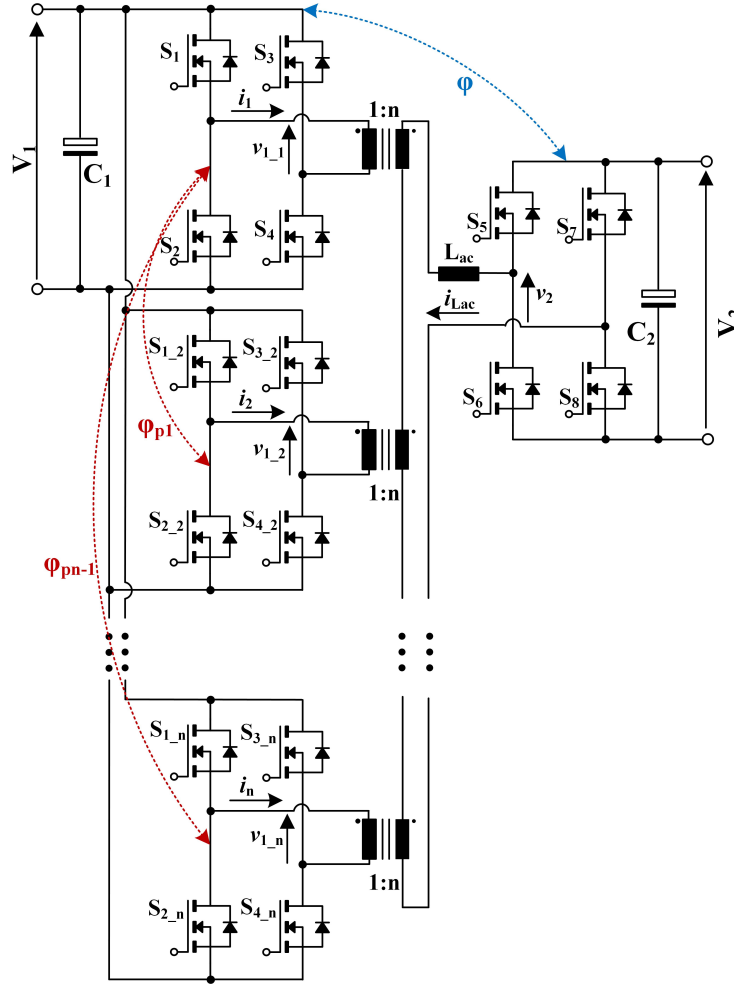 S1
S3
φ
i1
1:n
V1
C1
v1_1
S2
S4
S5
S7
Lac
v2
iLac
C2
V2
S1_2
S3_2
φp1
i2
v1_2
S6
S8
1:n
S2_2
S4_2
φpn-1
S1_n
S3_n
in
v1_n
1:n
S2_n
S4_n